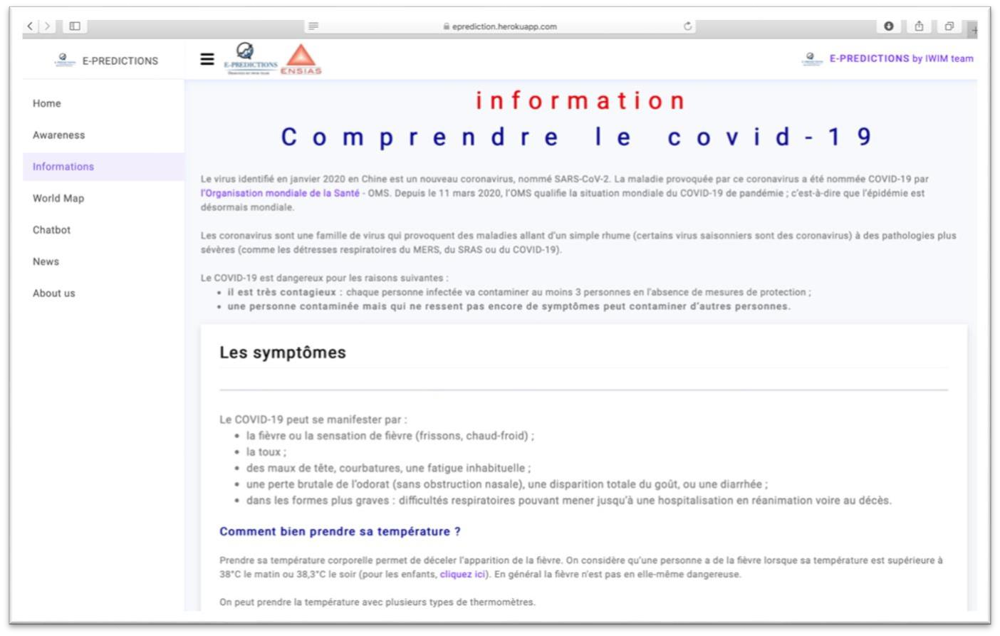 eprediction.herokuapp.com
E-PREDICTIONS
E-PREDICTIONS
ENSIAS
E-PREDICTIONS by IWIM team
Home
Awareness
Informations
World Map
Chatbot
News
About us
information
Comprendre le covid-19
Le virus identifié en janvier 2020 en Chine est un nouveau coronavirus, nommé SARS-CoV-2. La maladie provoquée par ce coronavirus a été nommée COVID-19 par
l'Organisation mondiale de la Santé - OMS. Depuis le 11 mars 2020, l'OMS qualifie la situation mondiale du COVID-19 de pandémie ; c'est-à-dire que l'épidémie est
désormais mondiale.
Les coronavirus sont une famille de virus qui provoquent des maladies allant d'un simple rhume (certains virus saisonniers sont des coronavirus) à des pathologies plus
sévères (comme les détresses respiratoires du MERS, du SRAS ou du COVID-19).
Le COVID-19 est dangereux pour les raisons suivantes :
• il est très contagieux : chaque personne infectée va contaminer au moins 3 personnes en l'absence de mesures de protection ;
• une personne contaminée mais qui ne ressent pas encore de symptômes peut contaminer d'autres personnes.
Les symptômes
Le COVID-19 peut se manifester par :
• la fièvre ou la sensation de fièvre (frissons, chaud-froid) ;
• la toux ;
• des maux de tête, courbatures, une fatigue inhabituelle ;
• une perte brutale de l'odorat (sans obstruction nasale), une disparition totale du goût, ou une diarrhée ;
• dans les formes plus graves : difficultés respiratoires pouvant mener jusqu'à une hospitalisation en réanimation voire au décès.
Comment bien prendre sa température ?
Prendre sa température corporelle permet de déceler l'apparition de la fièvre. On considère qu'une personne a de la fièvre lorsque sa température est supérieure à
38°C le matin ou 38,3°C le soir (pour les enfants, cliquez ici). En général la fièvre n'est pas en elle-même dangereuse.
On peut prendre la température avec plusieurs types de thermomètres.